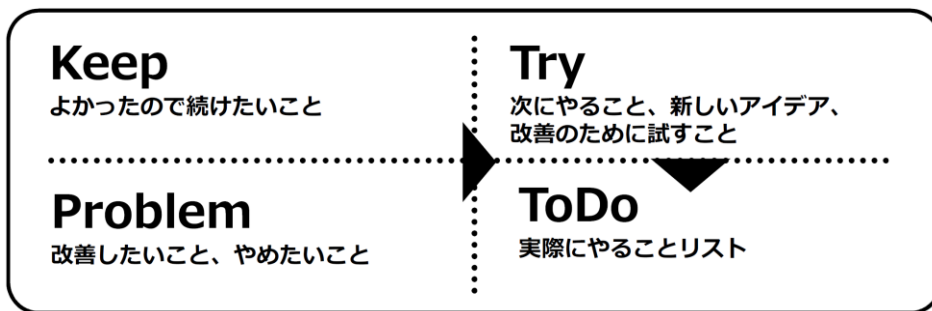 Keep
よかったので続けたいこと
Problem
改善したいこと、やめたいこと
Try
次にやること、新しいアイデア、
改善のために試すこと
ToDo
実際にやることリスト